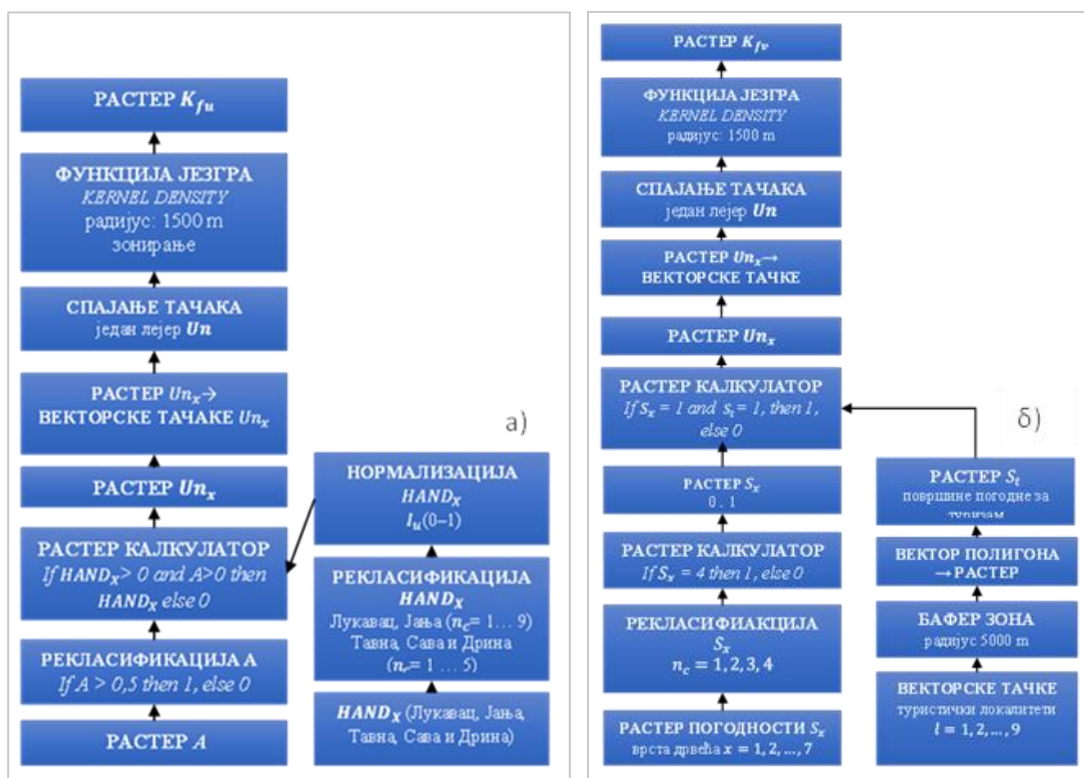 РАСТЕР K_fu
ФУНКЦИЈА ЈЕЗГРА
KERNEL DENSITY
радијус: 1500 m
зонирање
СПАЈАЊЕ ТАЧАКА
један лејер Un
РАСТЕР Un_x→
ВЕКТОРСКЕ ТАЧАКЕ Un_x
РАСТЕР Un_x
РАСТЕР КАЛКУЛАТОР
If HAND_x> 0 and A>0 then
HAND_x else 0
РЕКЛАСИФИКАЦИЈА А
If A > 0,5 then 1, else 0
РАСТЕР A
а)
НОРМАЛИЗАЦИЈА
HAND_X
I_u(0–1)
РЕКЛАСИФИКАЦИЈА
HAND_X
Лукавац, Јања (n_c= 1… 9)
Тавна, Сава и Дрина
(n_c= 1 … 5)
HAND_X (Лукавац, Јања,
Тавна, Сава и Дрина)
РАСТЕР K_fv
ФУНКЦИЈА ЈЕЗГРА
KERNEL DENSITY
радијус: 1500 m
СПАЈАЊЕ ТАЧАКА
један лејер Un
РАСТЕР Un_x→
ВЕКТОРСКЕ ТАЧКЕ
РАСТЕР Un_x
РАСТЕР КАЛКУЛАТОР
If S_x = 1 and s_t = 1, then 1,
else 0
РАСТЕР S_x
0, 1
РАСТЕР КАЛКУЛАТОР
If S_x = 4 then 1, else 0
РЕКЛАСИФИАКЦИЈА
S_x
n_c = 1, 2, 3, 4
РАСТЕР ПОГОДНОСТИ S_x
врста дрвећа x = 1, 2, …, 7
б)
РАСТЕР S_t
површине погодне за
туризам
ВЕКТОР ПОЛИГОНА
→РАСТЕР
БАФЕР ЗОНА
радијус 5000 m
ВЕКТОРСКЕ ТАЧКЕ
туристички локалитети
l = 1, 2, …, 9